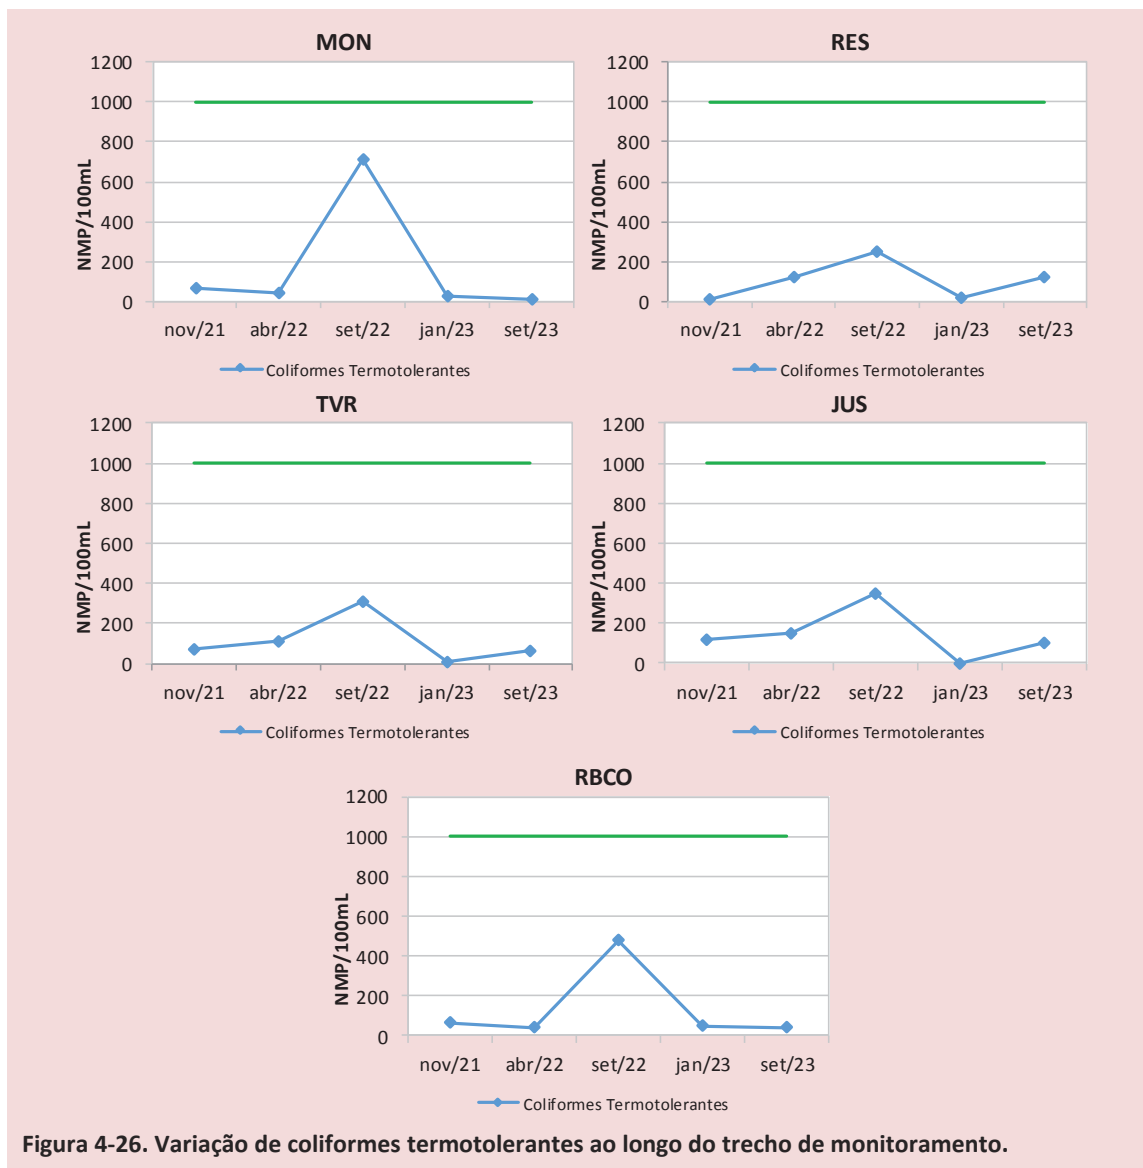 MON
1200
1000
800
600
400
200
0
NMP/100mL
nov/21 abr/22 set/22 jan/23 set/23
Coliformes Termotolerantes
RES
1200
1000
800
600
400
200
0
NMP/100mL
nov/21 abr/22 set/22 jan/23 set/23
Coliformes Termotolerantes
TVR
1200
1000
800
600
400
200
0
NMP/100mL
nov/21 abr/22 set/22 jan/23 set/23
Coliformes Termotolerantes
JUS
1200
1000
800
600
400
200
0
NMP/100mL
nov/21 abr/22 set/22 jan/23 set/23
Coliformes Termotolerantes
RBCO
1200
1000
800
600
400
200
0
NMP/100mL
nov/21 abr/22 set/22 jan/23 set/23
Coliformes Termotolerantes
Figura 4-26. Variação de coliformes termotolerantes ao longo do trecho de monitoramento.